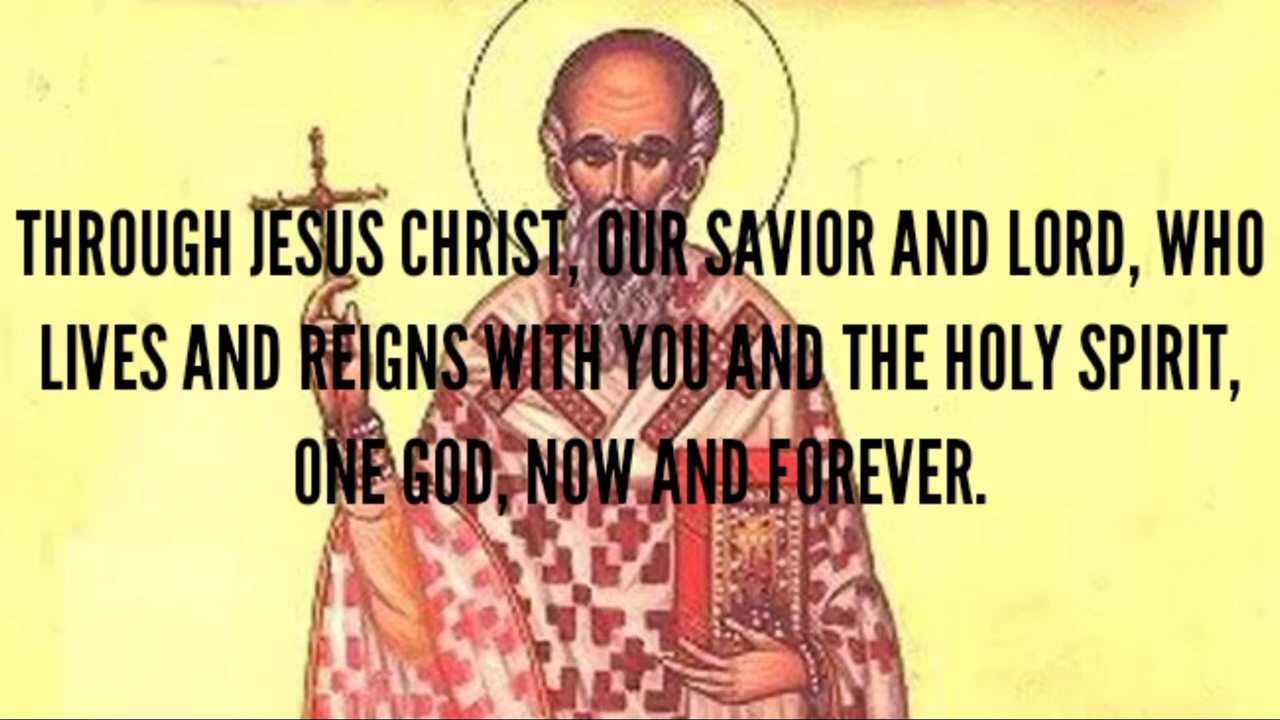 THROUGH JESUS CHRIST, OUR SAVIOR AND LORD, WHO
LIVES AND REIGNS WITH YOU AND THE HOLY SPIRIT,
ONE GOD, NOW AND FOREVER.